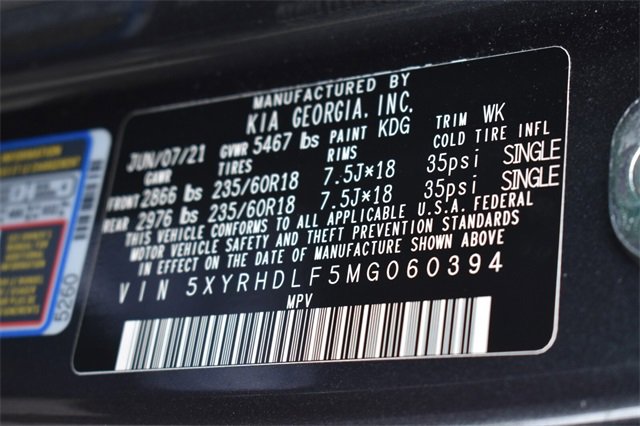 MANUFACTURED BY
KIA GEORGIA, INC.
JUN/07/21 GVWR 5467 lbs PAINT KDG TRIM WK
GAWR TIRES RIMS COLD TIRE INFL
FRONT 2866 lbs 235/60R18 7.5J*18 35psi SINGLE
REAR 2976 lbs 235/60R18 7.5J*18 35psi SINGLE
THIS VEHICLE CONFORMS TO ALL APPLICABLE U.S.A. FEDERAL
MOTOR VEHICLE SAFETY AND THEFT PREVENTION STANDARDS
IN EFFECT ON THE DATE OF MANUFACTURE SHOWN ABOVE
VIN 5XYRHDLF5MG060394
MPV
INFORMATION
5260